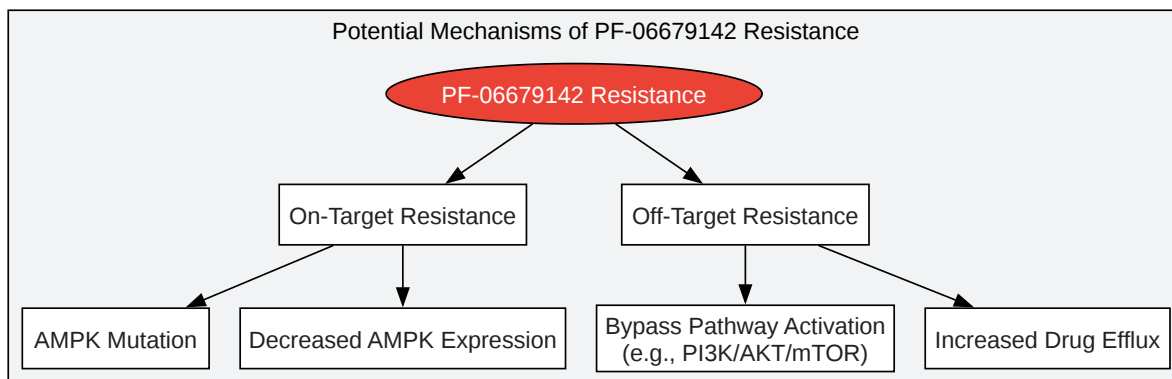 Potential Mechanisms of PF-06679142 Resistance
PF-06679142 Resistance
On-Target Resistance
Off-Target Resistance
AMPK Mutation
Decreased AMPK Expression
Bypass Pathway Activation
(e.g., PI3K/AKT/mTOR)
Increased Drug Efflux